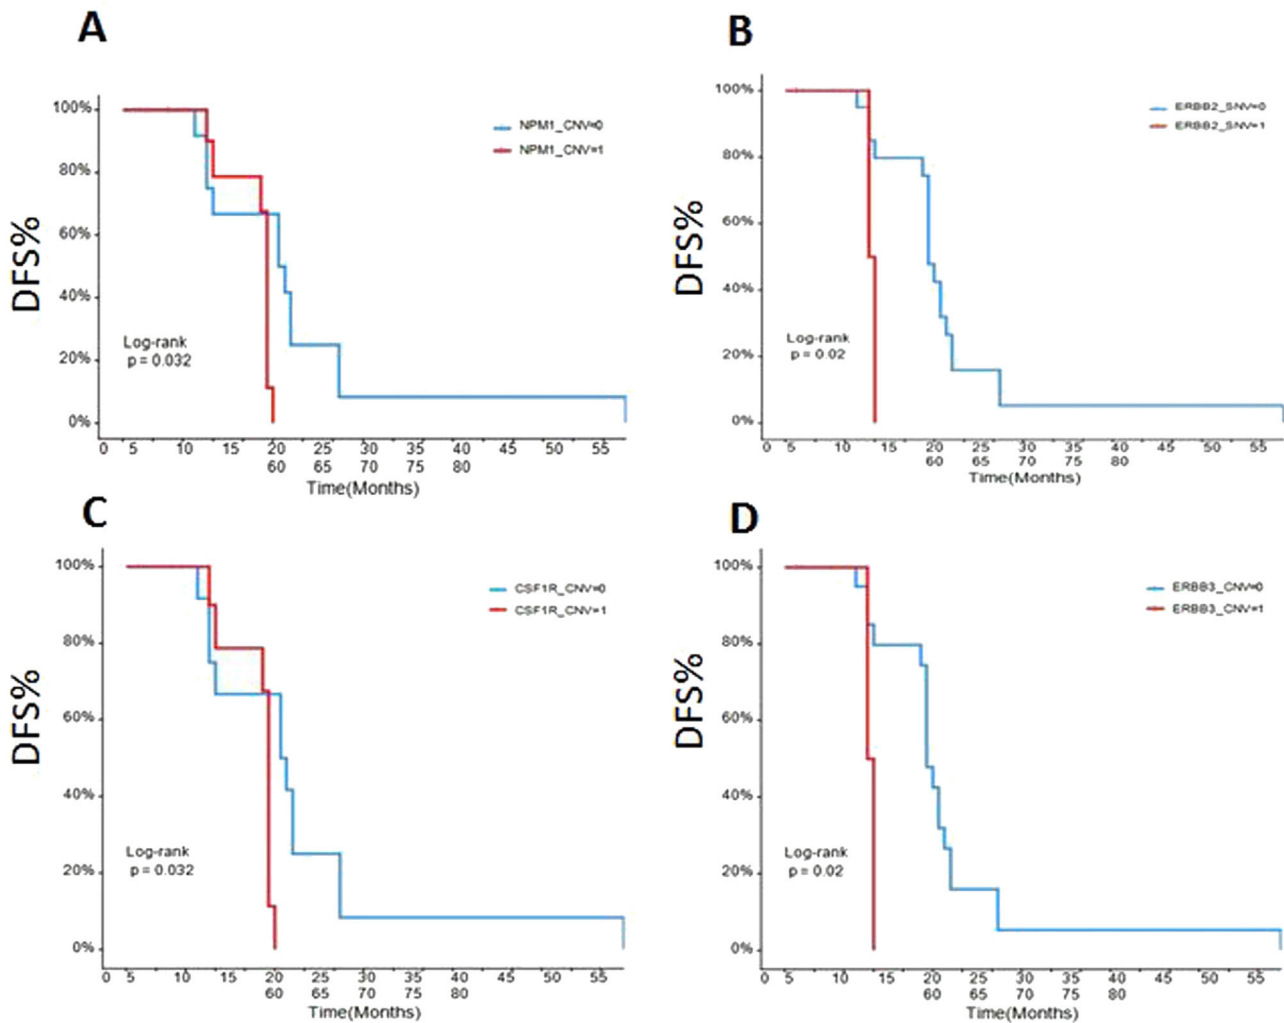 A
DFS%
100%
80%
60%
40%
20%
0%
NPM1_CNV=0
NPM1_CNV=1
Log-rank
p = 0.032
0 5 10 15 20 25 30 35 40 45 50 55
60 65 70 75 80
Time(Months)
B
DFS%
100%
80%
60%
40%
20%
0%
ERBB2_SNV=0
ERBB2_SNV=1
Log-rank
p = 0.02
0 5 10 15 20 25 30 35 40 45 50 55
60 65 70 75 80
Time(Months)
C
DFS%
100%
80%
60%
40%
20%
0%
CSF1R_CNV=0
CSF1R_CNV=1
Log-rank
p = 0.032
0 5 10 15 20 25 30 35 40 45 50 55
60 65 70 75 80
Time(Months)
D
DFS%
100%
80%
60%
40%
20%
0%
ERBB3_CNV=0
ERBB3_CNV=1
Log-rank
p = 0.02
0 5 10 15 20 25 30 35 40 45 50 55
60 65 70 75 80
Time(Months)